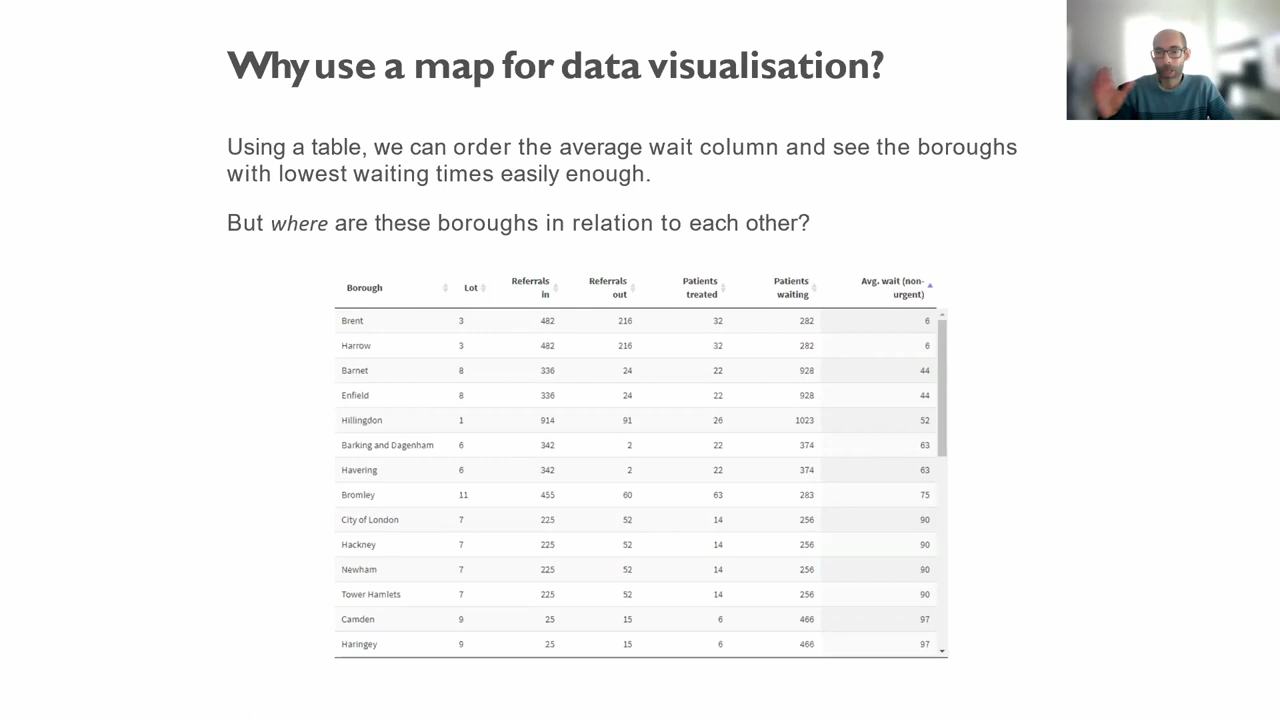 Why use a map for data visualisation?
Using a table, we can order the average wait column and see the boroughs
with lowest waiting times easily enough.
But where are these boroughs in relation to each other?
Borough Lot Referrals in Referrals out Patients treated Patients waiting Avg. wait (non-urgent)
Brent 3 482 216 32 282 6
Harrow 3 482 216 32 282 6
Barnet 8 336 24 22 928 44
Enfield 8 336 24 22 928 44
Hillingdon 1 914 91 26 1023 52
Barking and Dagenham 6 342 2 22 374 63
Havering 6 342 2 22 374 63
Bromley 11 455 60 63 283 75
City of London 7 225 52 14 256 90
Hackney 7 225 52 14 256 90
Newham 7 225 52 14 256 90
Tower Hamlets 7 225 52 14 256 90
Camden 9 25 15 6 466 97
Haringey 9 25 15 6 466 97